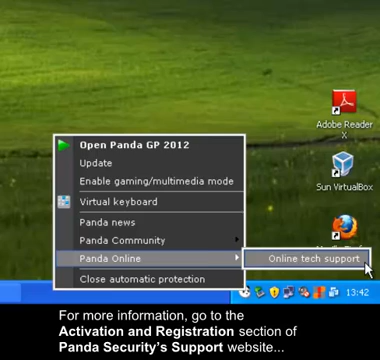 Adobe Reader
X
Sun VirtualBox
Open Panda GP 2012
Update
Enable gaming/multimedia mode
Virtual keyboard
Panda news
Panda Community
Panda Online
Online tech support
Close automatic protection
13:42
For more information, go to the
Activation and Registration section of
Panda Security's Support website...